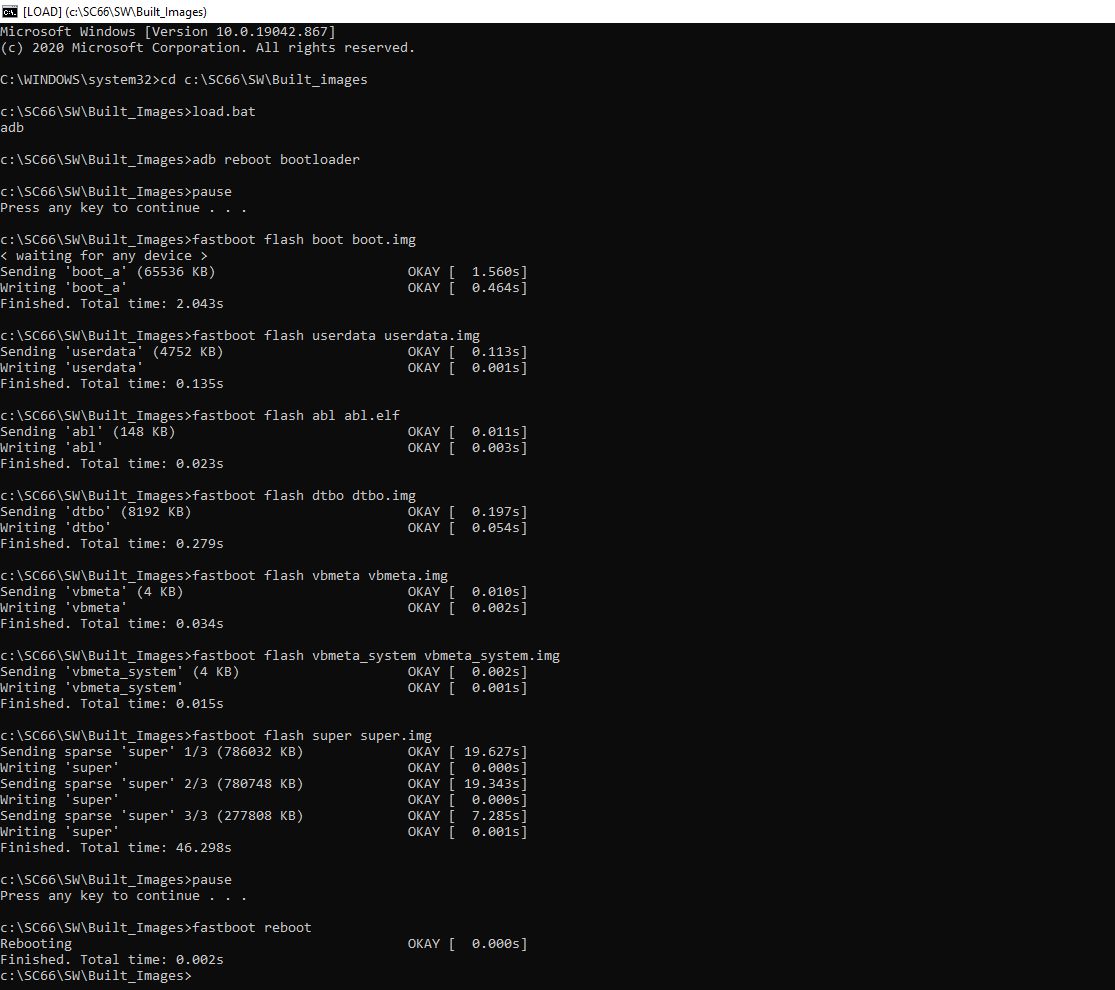 [LOAD] (c:\SC66\SW\Built_Images)
Microsoft Windows [Version 10.0.19042.867]
(c) 2020 Microsoft Corporation. All rights reserved.
C:\WINDOWS\system32>cd c:\SC66\SW\Built_images
c:\SC66\SW\Built_Images>load.bat
adb
c:\SC66\SW\Built_Images>adb reboot bootloader
c:\SC66\SW\Built_Images>pause
Press any key to continue . . .
c:\SC66\SW\Built_Images>fastboot flash boot boot.img
< waiting for any device >
Sending 'boot_a' (65536 KB) OKAY [  1.560s]
Writing 'boot_a' OKAY [  0.464s]
Finished. Total time: 2.043s
c:\SC66\SW\Built_Images>fastboot flash userdata userdata.img
Sending 'userdata' (4752 KB) OKAY [  0.113s]
Writing 'userdata' OKAY [  0.001s]
Finished. Total time: 0.135s
c:\SC66\SW\Built_Images>fastboot flash abl abl.elf
Sending 'abl' (148 KB) OKAY [  0.011s]
Writing 'abl' OKAY [  0.003s]
Finished. Total time: 0.023s
c:\SC66\SW\Built_Images>fastboot flash dtbo dtbo.img
Sending 'dtbo' (8192 KB) OKAY [  0.197s]
Writing 'dtbo' OKAY [  0.054s]
Finished. Total time: 0.279s
c:\SC66\SW\Built_Images>fastboot flash vbmeta vbmeta.img
Sending 'vbmeta' (4 KB) OKAY [  0.010s]
Writing 'vbmeta' OKAY [  0.002s]
Finished. Total time: 0.034s
c:\SC66\SW\Built_Images>fastboot flash vbmeta_system vbmeta_system.img
Sending 'vbmeta_system' (4 KB) OKAY [  0.002s]
Writing 'vbmeta_system' OKAY [  0.001s]
Finished. Total time: 0.015s
c:\SC66\SW\Built_Images>fastboot flash super super.img
Sending sparse 'super' 1/3 (786032 KB) OKAY [ 19.627s]
Writing 'super' OKAY [  0.000s]
Sending sparse 'super' 2/3 (780748 KB) OKAY [ 19.343s]
Writing 'super' OKAY [  0.000s]
Sending sparse 'super' 3/3 (277808 KB) OKAY [  7.285s]
Writing 'super' OKAY [  0.001s]
Finished. Total time: 46.298s
c:\SC66\SW\Built_Images>pause
Press any key to continue . . .
c:\SC66\SW\Built_Images>fastboot reboot
Rebooting OKAY [  0.000s]
Finished. Total time: 0.002s
c:\SC66\SW\Built_Images>